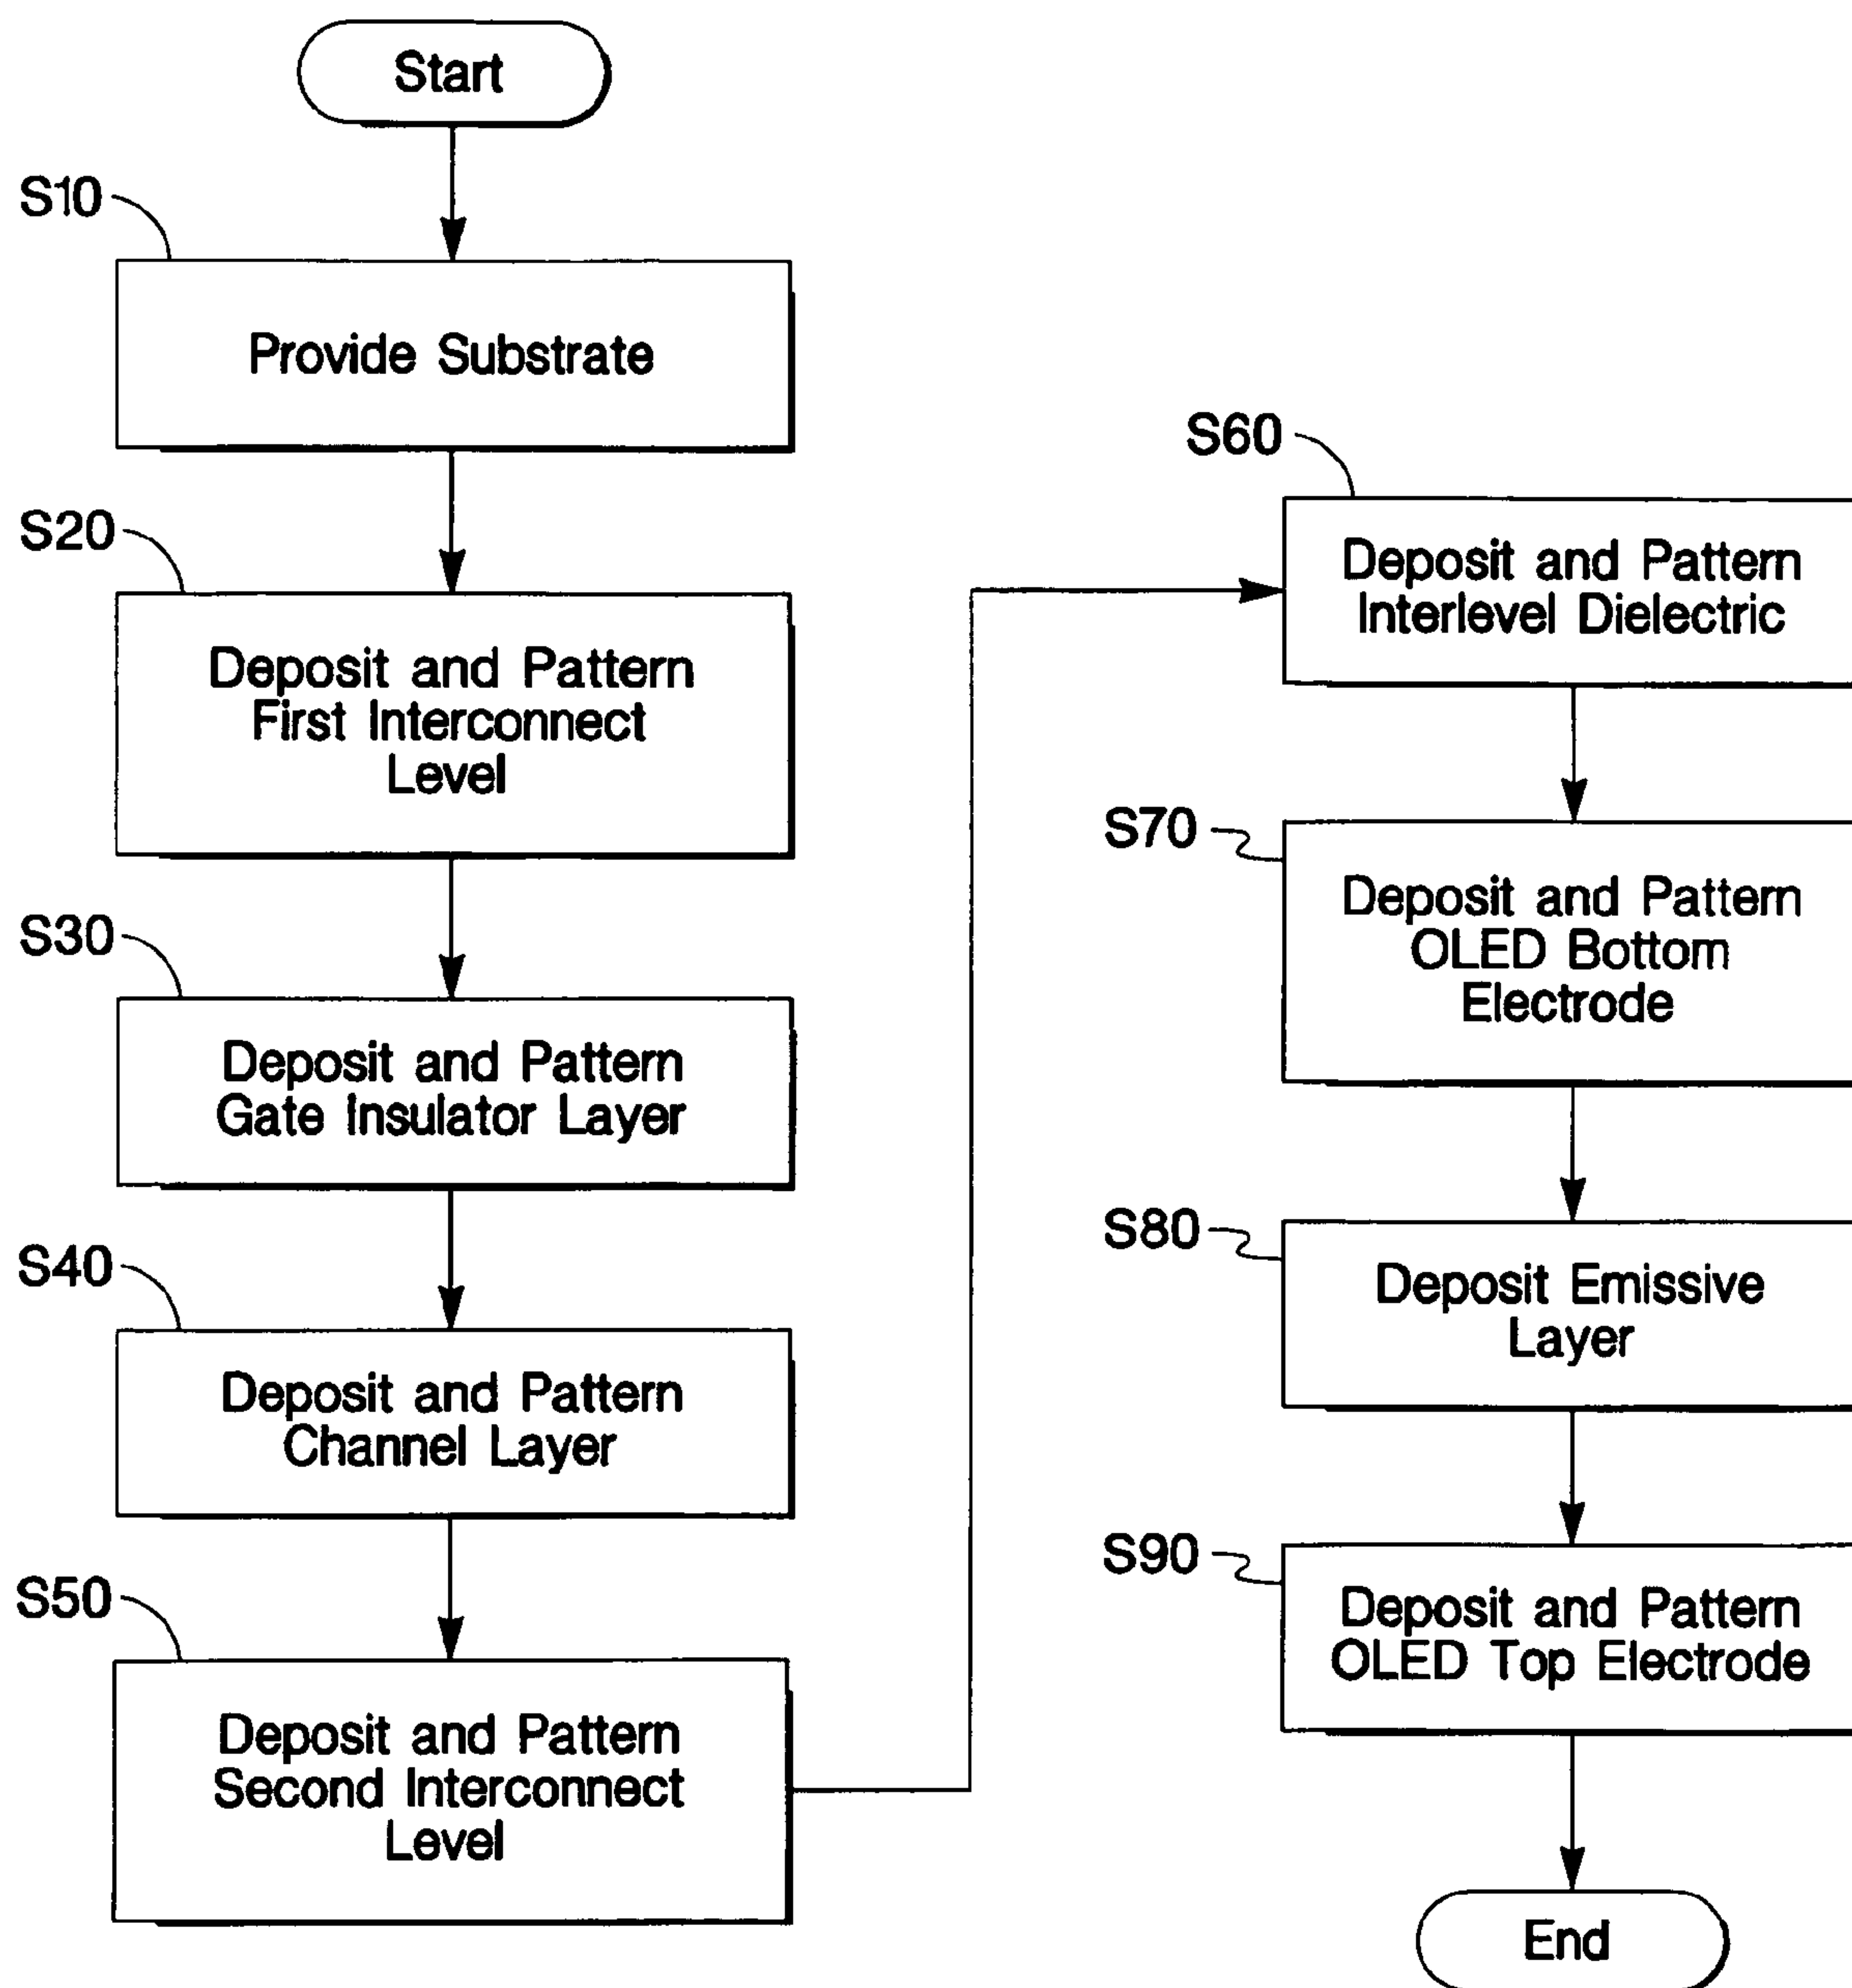 Start
S10
Provide Substrate
S20
Deposit and Pattern
First Interconnect
Level
S30
Deposit and Pattern
Gate Insulator Layer
S40
Deposit and Pattern
Channel Layer
S50
Deposit and Pattern
Second Interconnect
Level
S60
Deposit and Pattern
Interlevel Dielectric
S70
Deposit and Pattern
OLED Bottom
Electrode
S80
Deposit Emissive
Layer
S90
Deposit and Pattern
OLED Top Electrode
End